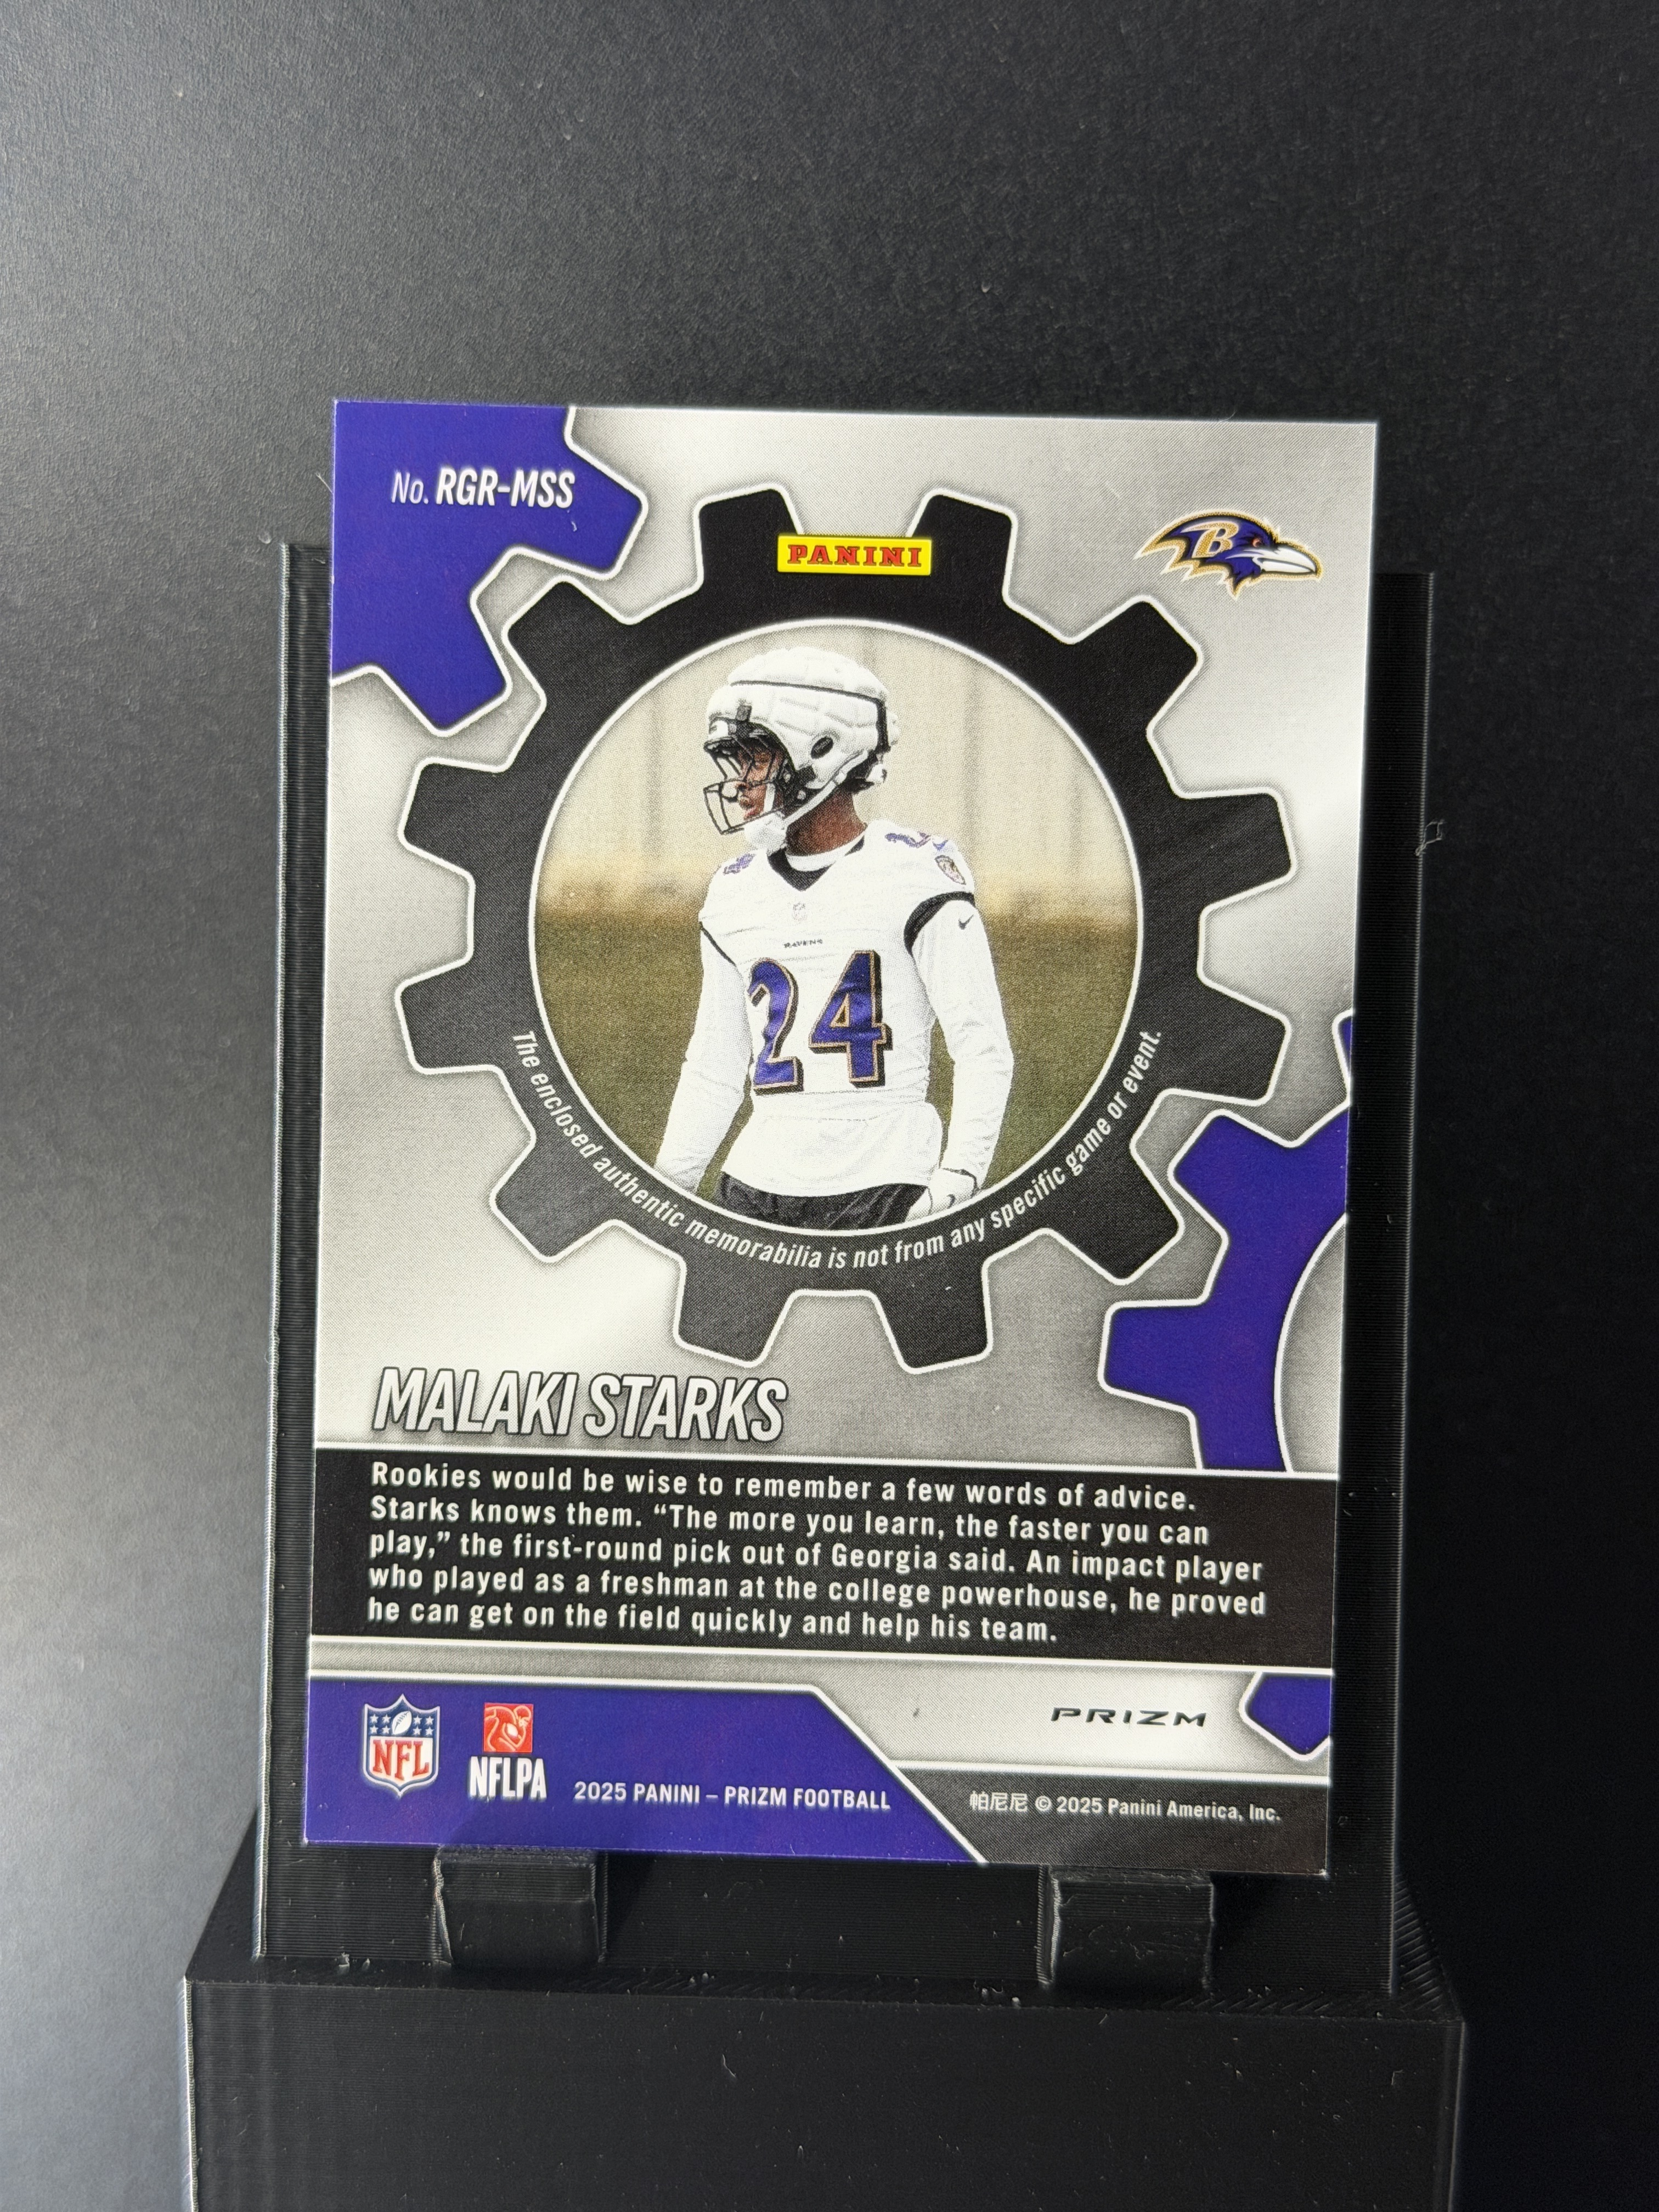 No. RGR-MSS
PANINI
B
RAVENS
24
The enclosed authentic memorabilia is not from any specific game or event.
MALAKI STARKS
Rookies would be wise to remember a few words of advice.
Starks knows them. “The more you learn, the faster you can
play,” the first-round pick out of Georgia said. An impact player
who played as a freshman at the college powerhouse, he proved
he can get on the field quickly and help his team.
PRIZM
NFL
NFLPA
2025 PANINI – PRIZM FOOTBALL
帕尼尼 © 2025 Panini America, Inc.